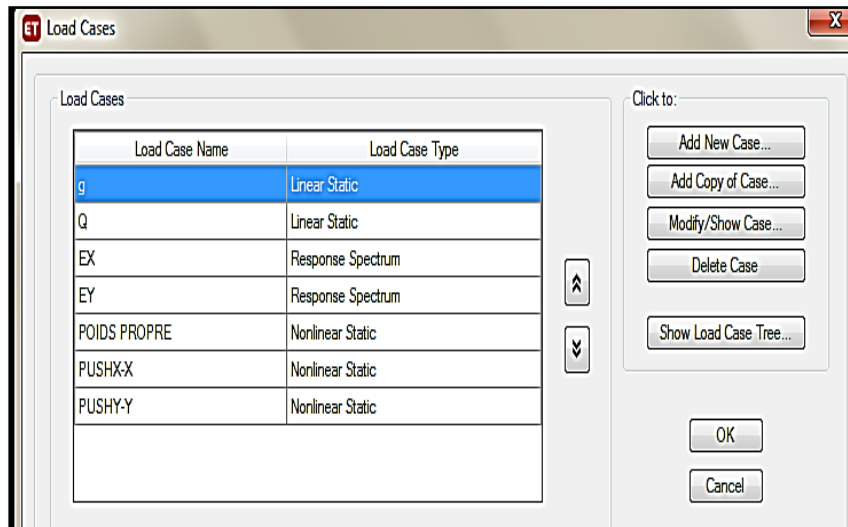 ET Load Cases X
Load Cases
Load Case Name Load Case Type
g Linear Static
Q Linear Static
EX Response Spectrum
EY Response Spectrum
POIDS PROPRE Nonlinear Static
PUSHX-X Nonlinear Static
PUSHY-Y Nonlinear Static
Click to:
Add New Case...
Add Copy of Case...
Modify/Show Case...
Delete Case
Show Load Case Tree...
OK
Cancel